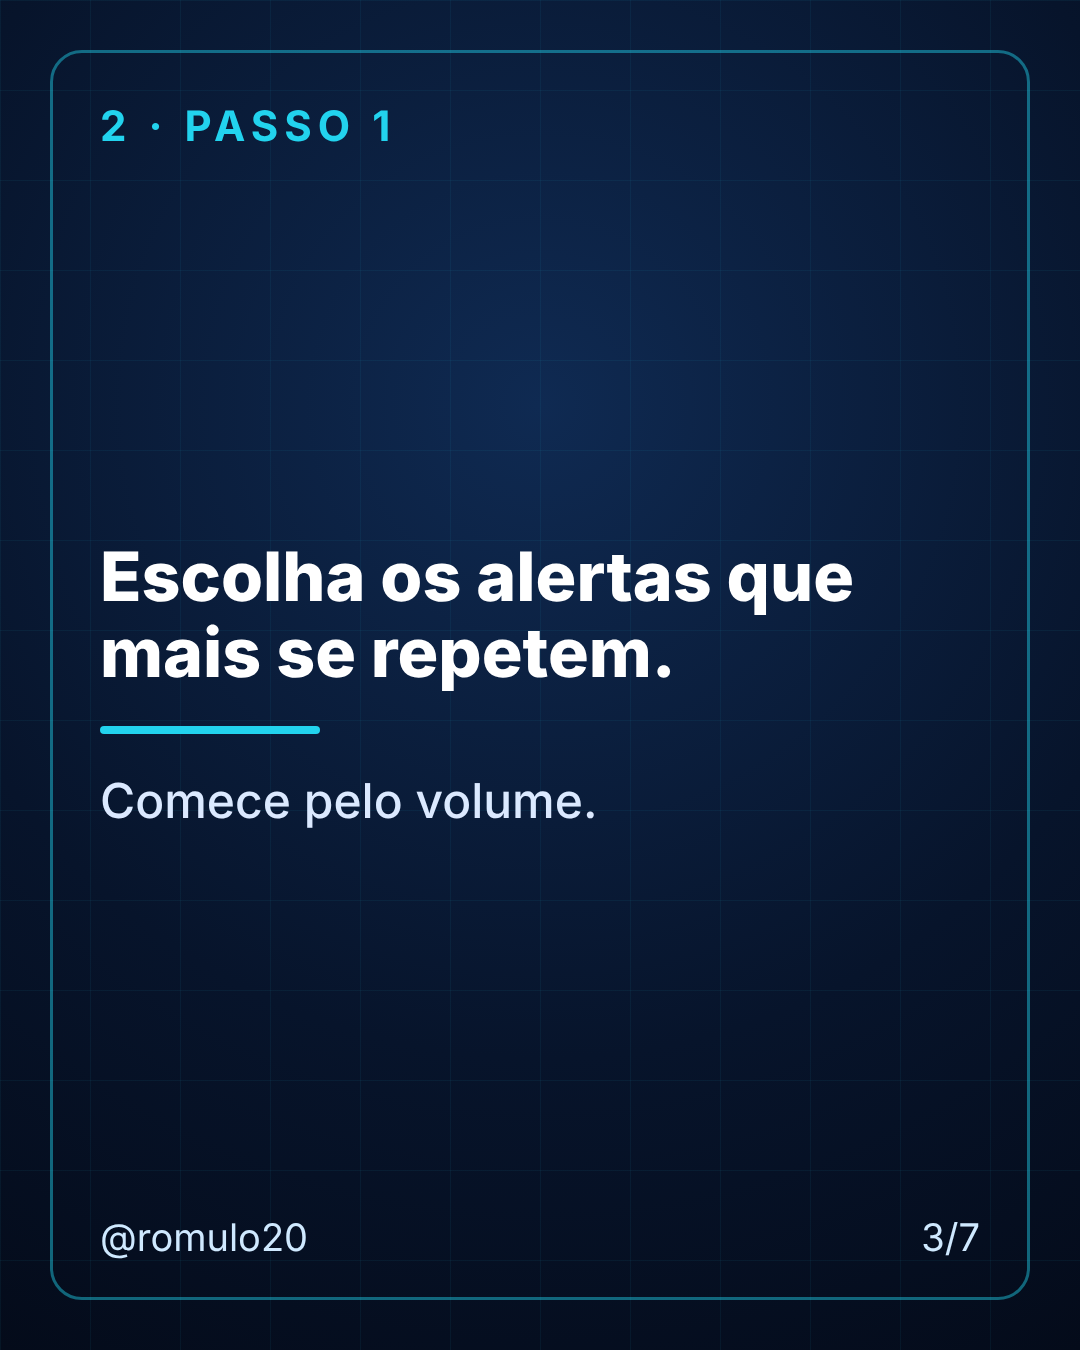 2 · PASSO 1
Escolha os alertas que
mais se repetem.
Comece pelo volume.
@romulo20
3/7